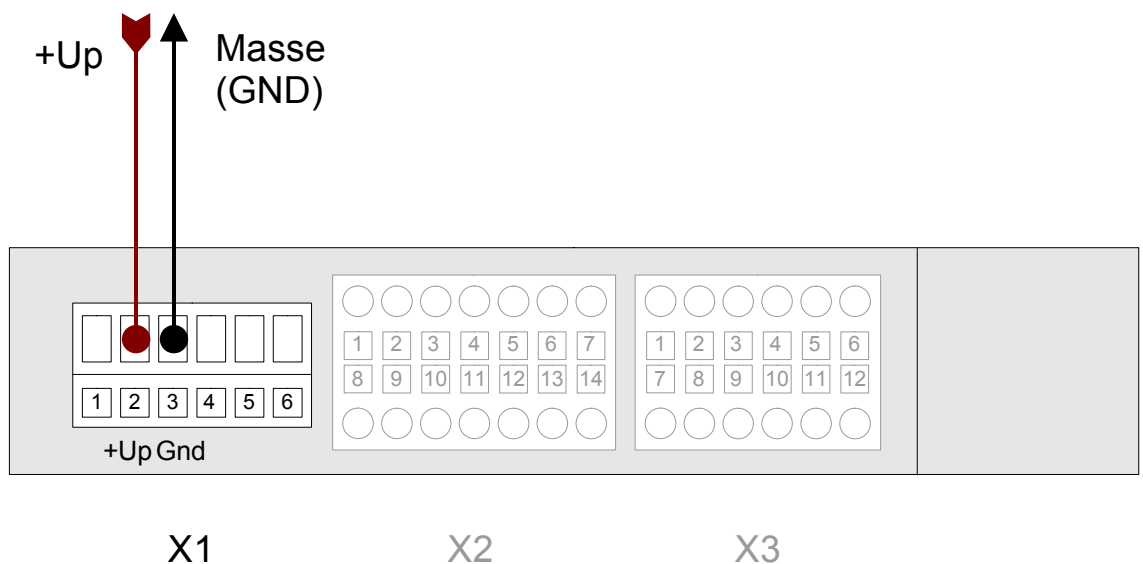 +Up
Masse
(GND)
1 2 3 4 5 6
+Up Gnd
1 2 3 4 5 6 7
8 9 10 11 12 13 14
1 2 3 4 5 6
7 8 9 10 11 12
X1
X2
X3